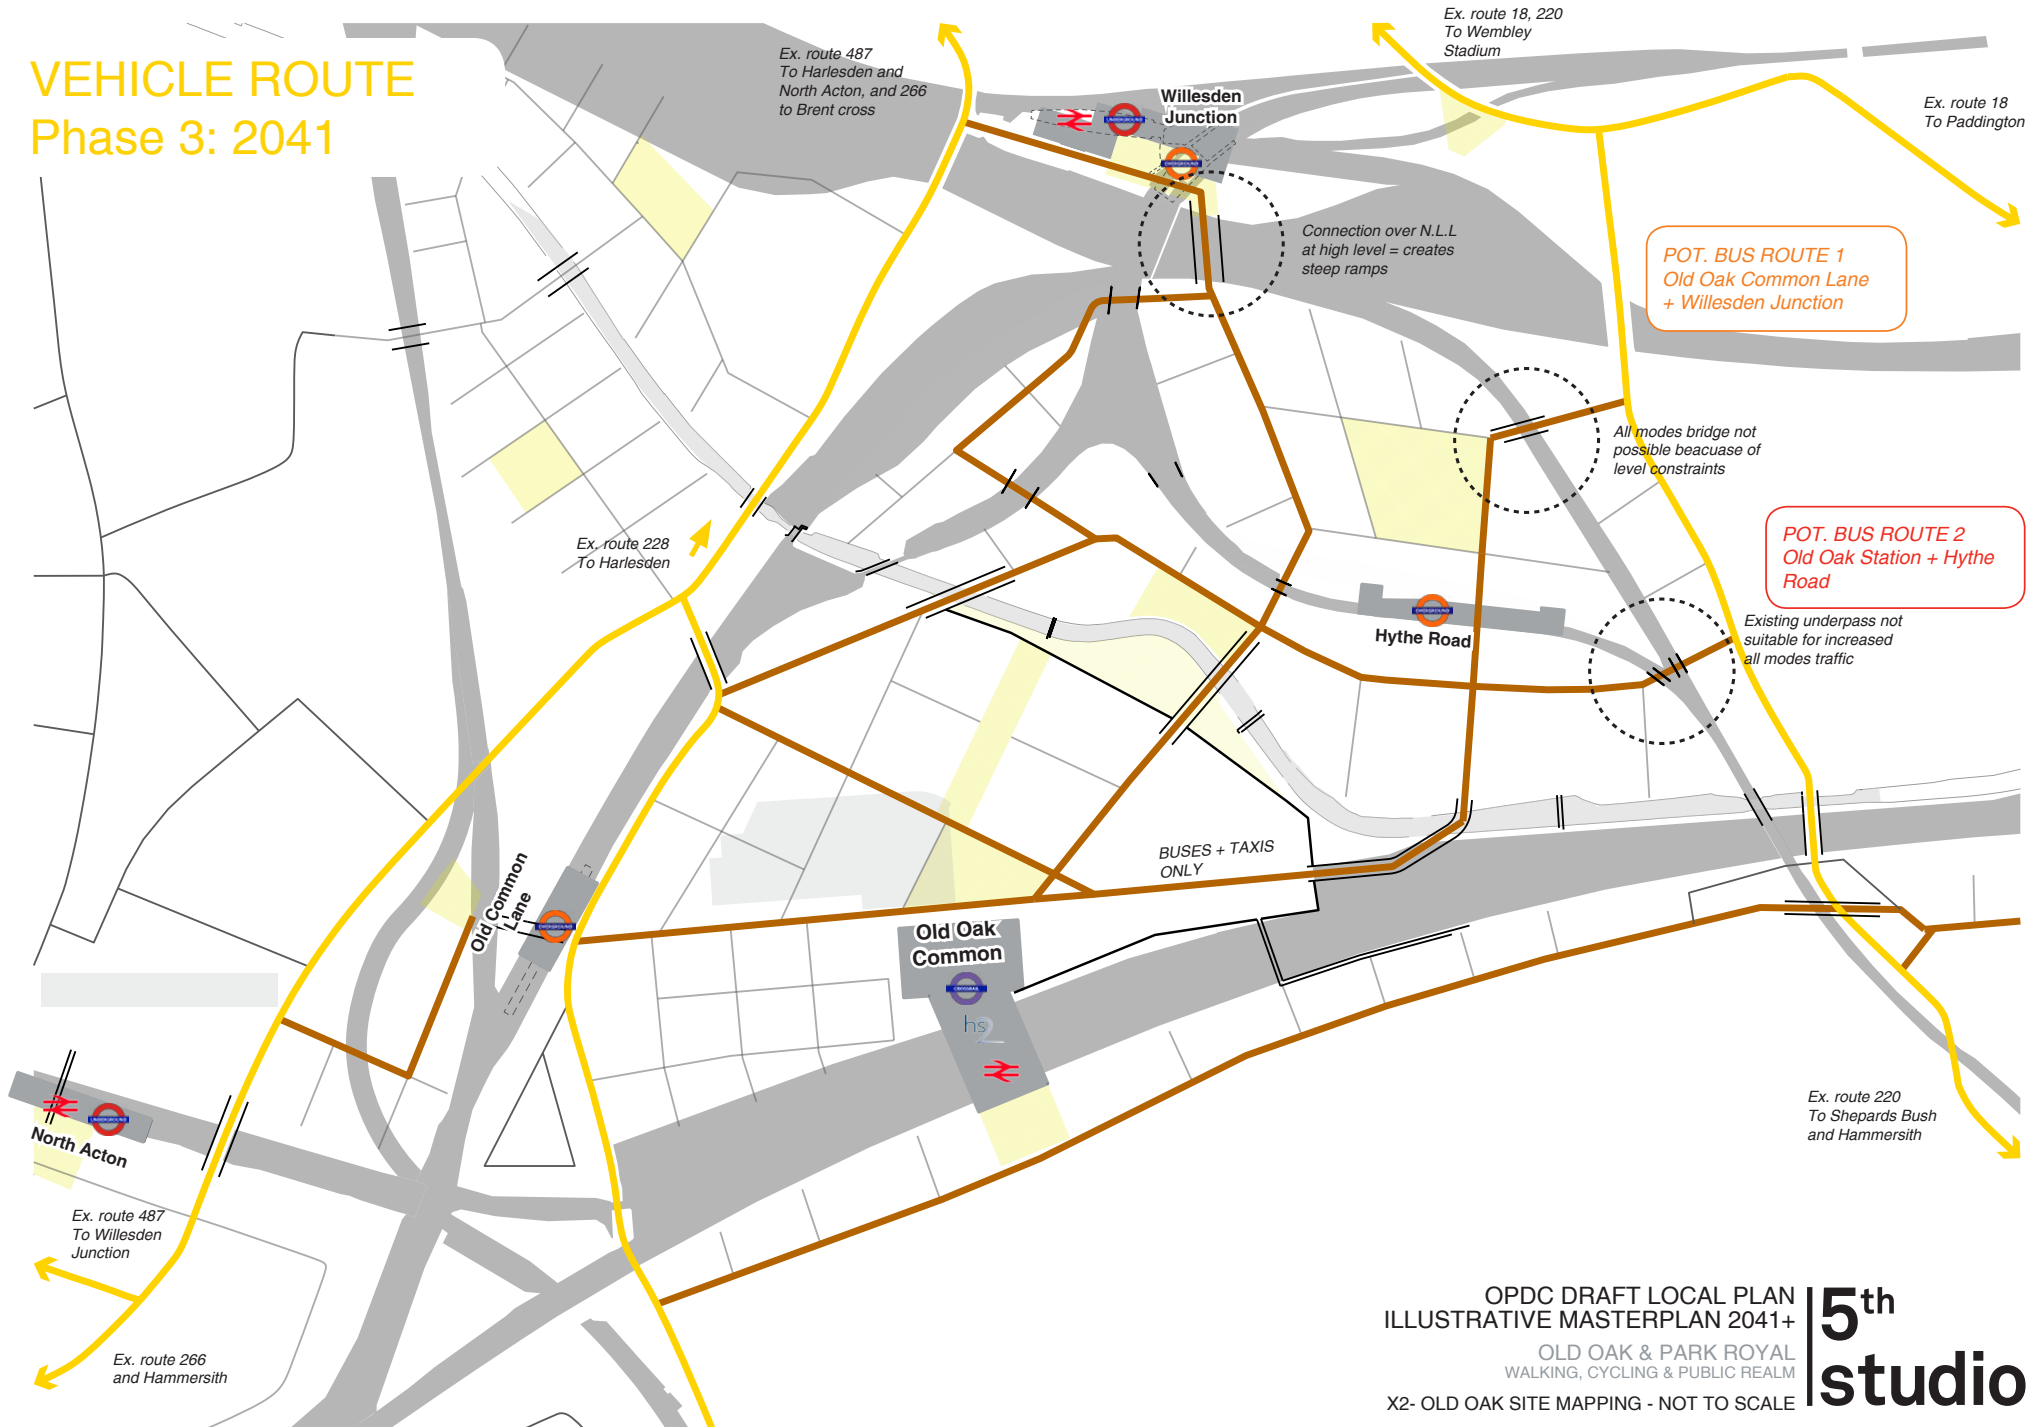 VEHICLE ROUTE
Phase 3: 2041
Ex. route 487
To Harlesden and
North Acton, and 266
to Brent cross
Ex. route 18, 220
To Wembley
Stadium
Ex. route 18
To Paddington
Willesden
Junction
UNDERGROUND
OVERGROUND
Connection over N.L.L
at high level = creates
steep ramps
POT. BUS ROUTE 1
Old Oak Common Lane
+ Willesden Junction
All modes bridge not
possible beacuase of
level constraints
POT. BUS ROUTE 2
Old Oak Station + Hythe
Road
Ex. route 228
To Harlesden
OVERGROUND
Hythe Road
Existing underpass not
suitable for increased
all modes traffic
BUSES + TAXIS
ONLY
Old Common
Lane
OVERGROUND
Old Oak
Common
CROSSRAIL
hs2
UNDERGROUND
North Acton
Ex. route 220
To Shepards Bush
and Hammersith
Ex. route 487
To Willesden
Junction
Ex. route 266
and Hammersith
OPDC DRAFT LOCAL PLAN
ILLUSTRATIVE MASTERPLAN 2041+
OLD OAK & PARK ROYAL
WALKING, CYCLING & PUBLIC REALM
X2- OLD OAK SITE MAPPING - NOT TO SCALE
5th
studio